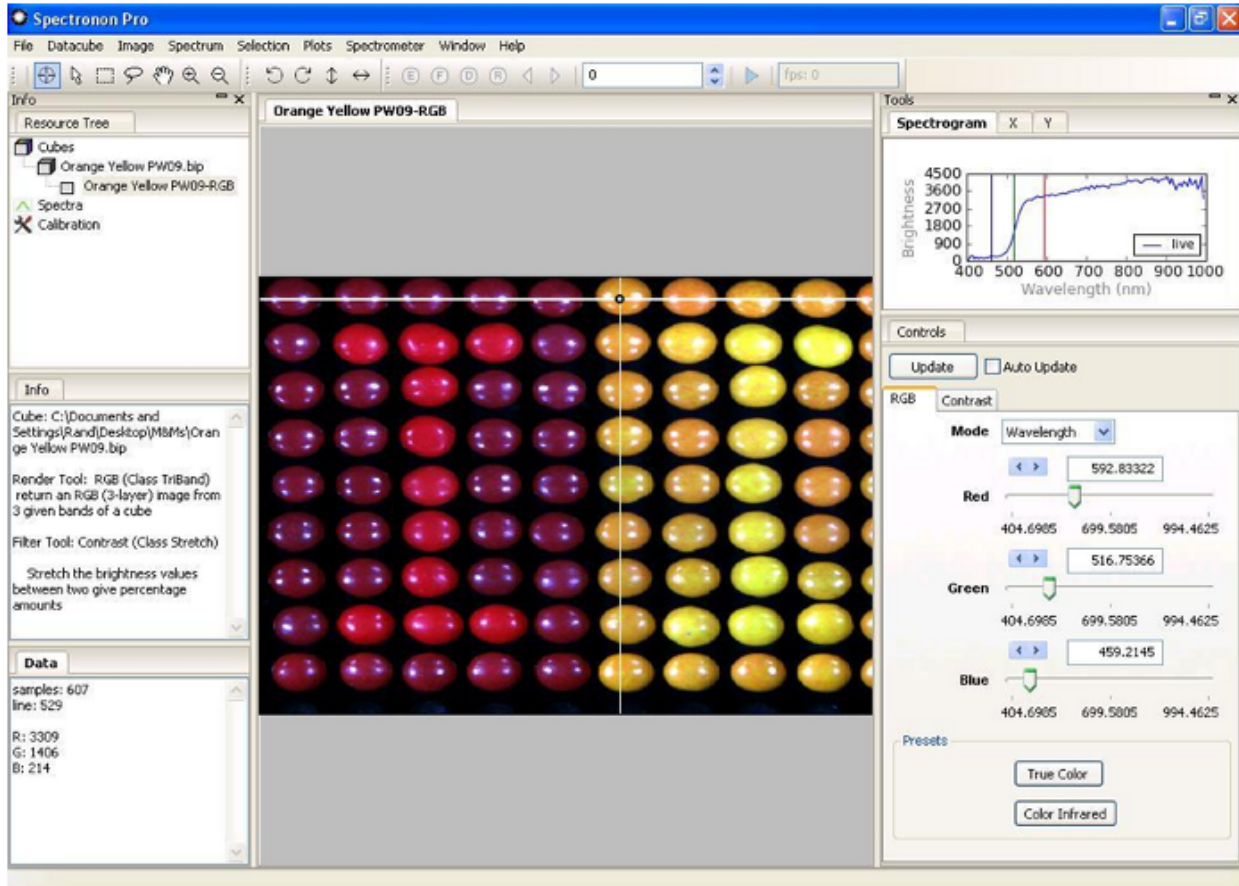 Spectronon Pro
File Datacube Image Spectrum Selection Plots Spectrometer Window Help
E F D R 0 fps: 0
Info
Resource Tree
Cubes
Orange Yellow PW09.bip
Orange Yellow PW09-RGB
Spectra
Calibration
Info
Cube: C:\Documents and
Settings\Rand\Desktop\M&Ms\Oran
ge Yellow PW09.bip
Render Tool: RGB (Class TriBand)
return an RGB (3-layer) image from
3 given bands of a cube
Filter Tool: Contrast (Class Stretch)
Stretch the brightness values
between two give percentage
amounts
Data
samples: 607
line: 529
R: 3309
G: 1406
B: 214
Orange Yellow PW09-RGB
Tools
Spectrogram X Y
4500
3600
2700
1800
900
0
Brightness
live
400 500 600 700 800 900 1000
Wavelength (nm)
Controls
Update Auto Update
RGB Contrast
Mode Wavelength
592.83322
Red
404.6985 699.5805 994.4625
516.75366
Green
404.6985 699.5805 994.4625
459.2145
Blue
404.6985 699.5805 994.4625
Presets
True Color
Color Infrared